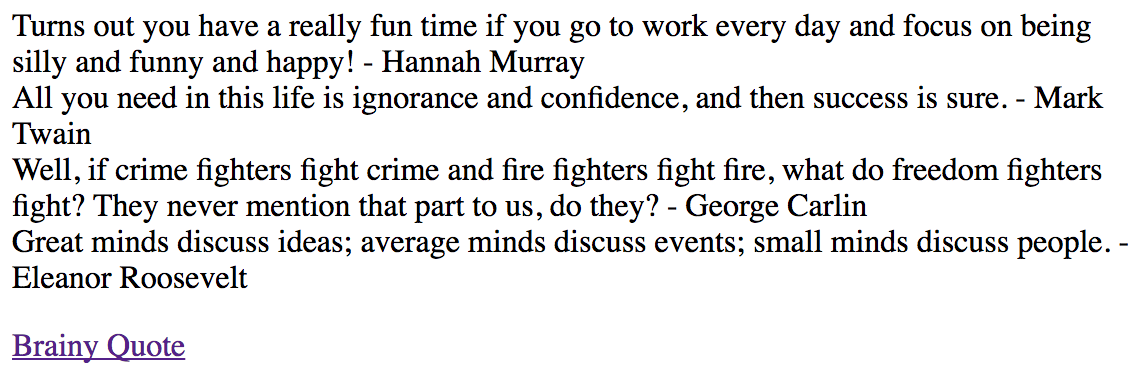 Turns out you have a really fun time if you go to work every day and focus on being
silly and funny and happy! - Hannah Murray
All you need in this life is ignorance and confidence, and then success is sure. - Mark
Twain
Well, if crime fighters fight crime and fire fighters fight fire, what do freedom fighters
fight? They never mention that part to us, do they? - George Carlin
Great minds discuss ideas; average minds discuss events; small minds discuss people. -
Eleanor Roosevelt
Brainy Quote